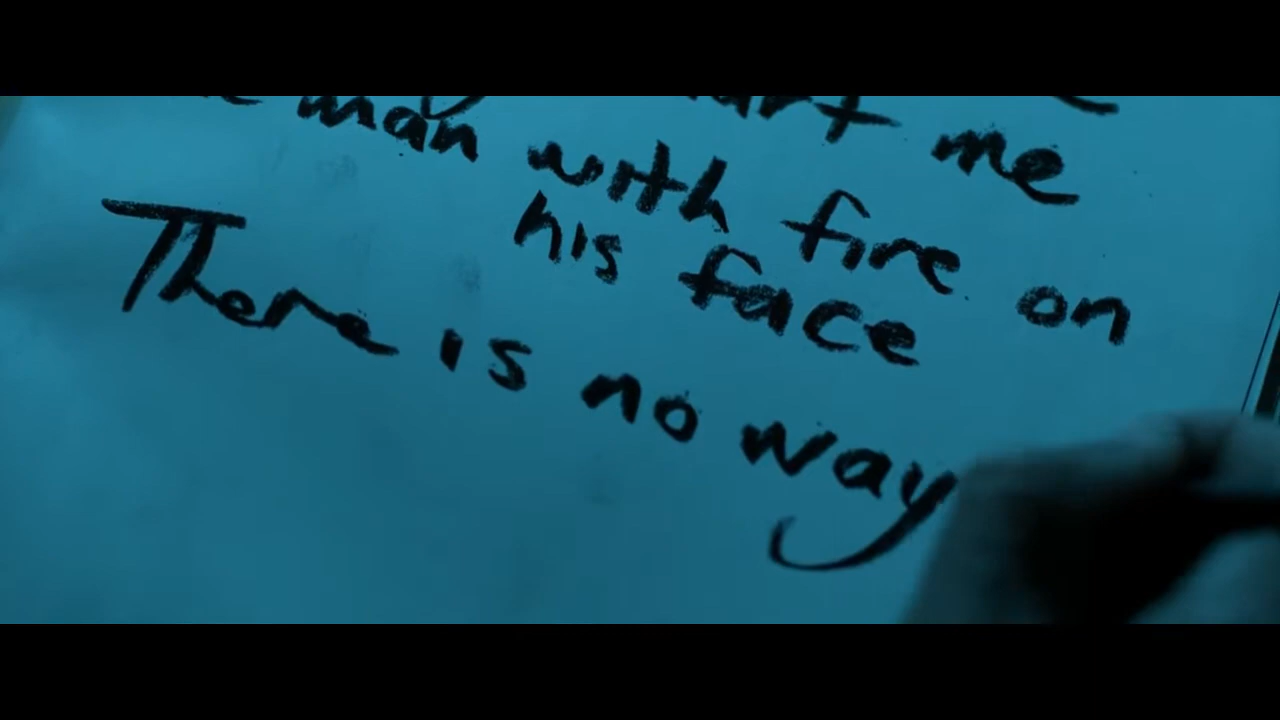 me
man with fire on
his face
There is no way